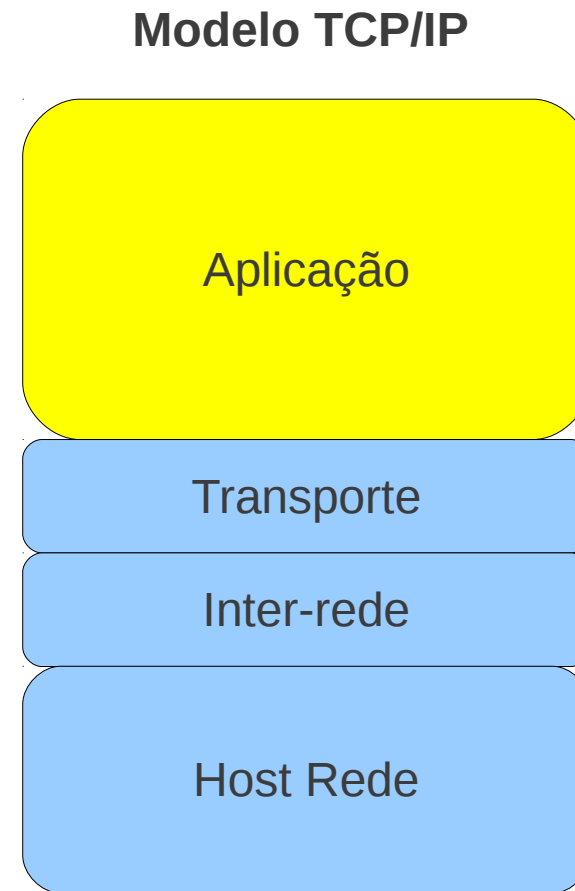 Modelo TCP/IP
Aplicação
Transporte
Inter-rede
Host Rede